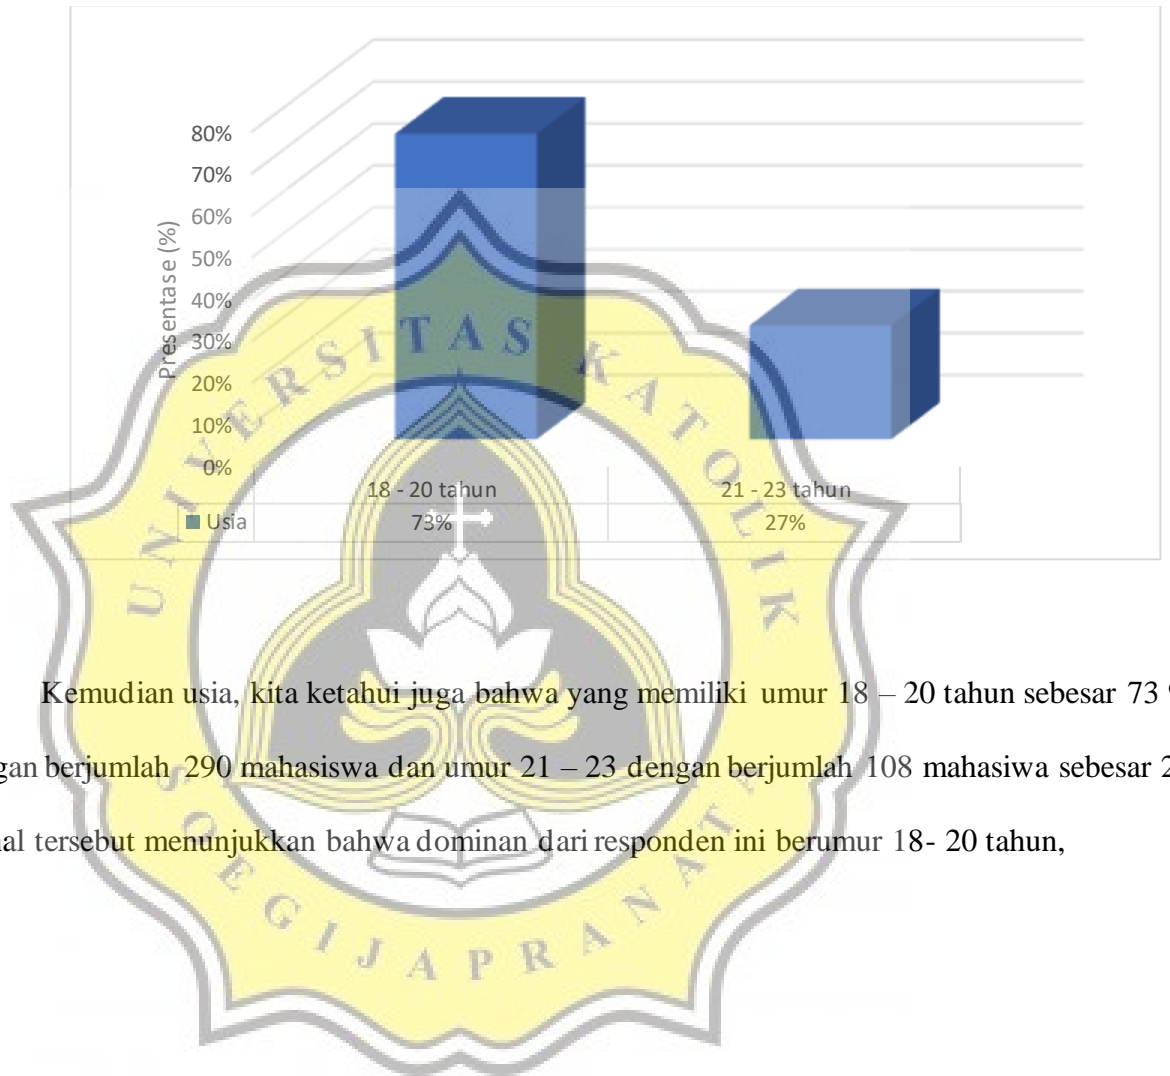 80%
70%
60%
50%
40%
30%
20%
10%
0%
Presentase (%)
18 - 20 tahun 21 - 23 tahun
Usia 73% 27%
UNIVERSITAS KATOLIK
SOEGIJAPRANATA
Kemudian usia, kita ketahui juga bahwa yang memiliki umur 18 – 20 tahun sebesar 73
berjumlah 290 mahasiswa dan umur 21 – 23 dengan berjumlah 108 mahasiwa sebesar
tersebut menunjukkan bahwa dominan dari responden ini berumur 18- 20 tahun,